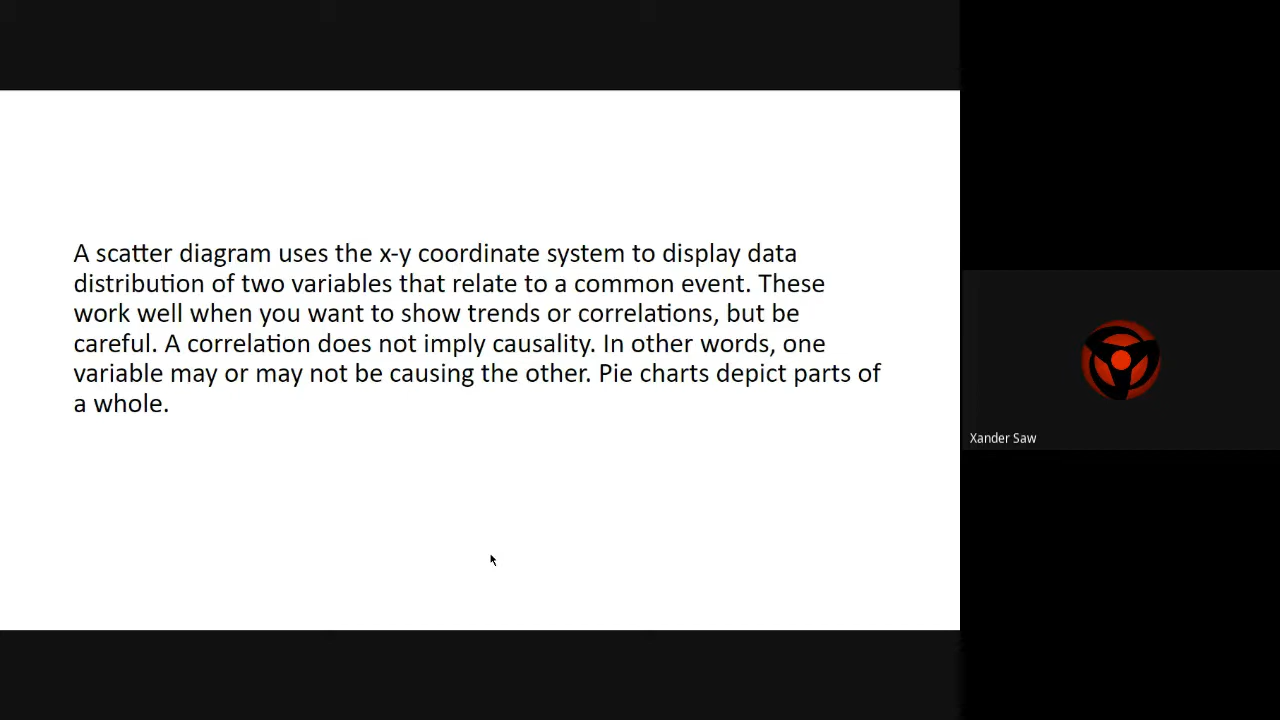 A scatter diagram uses the x-y coordinate system to display data
distribution of two variables that relate to a common event. These
work well when you want to show trends or correlations, but be
careful. A correlation does not imply causality. In other words, one
variable may or may not be causing the other. Pie charts depict parts of
a whole.
Xander Saw